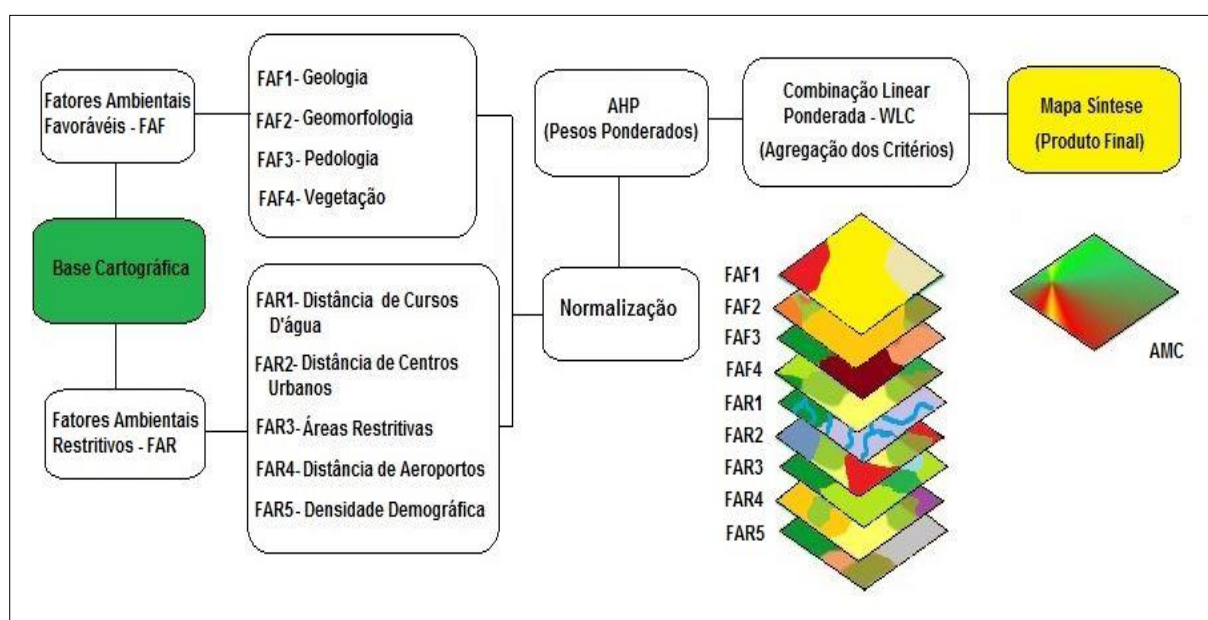 Fatores Ambientais
Favorávéis - FAF
FAF1- Geologia
FAF2- Geomorfologia
FAF3- Pedologia
FAF4- Vegetação
Base Cartográfica
Fatores Ambientais
Restritivos - FAR
FAR1- Distância de Cursos
D'água
FAR2- Distância de Centros
Urbanos
FAR3- Áreas Restritivas
FAR4- Distância de Aeroportos
FAR5- Densidade Demográfica
AHP
(Pesos Ponderados)
Normalização
Combinação Linear
Ponderada - WLC
(Agregação dos Critérios)
Mapa Síntese
(Produto Final)
FAF1
FAF2
FAF3
FAF4
FAR1
FAR2
FAR3
FAR4
FAR5
AMC